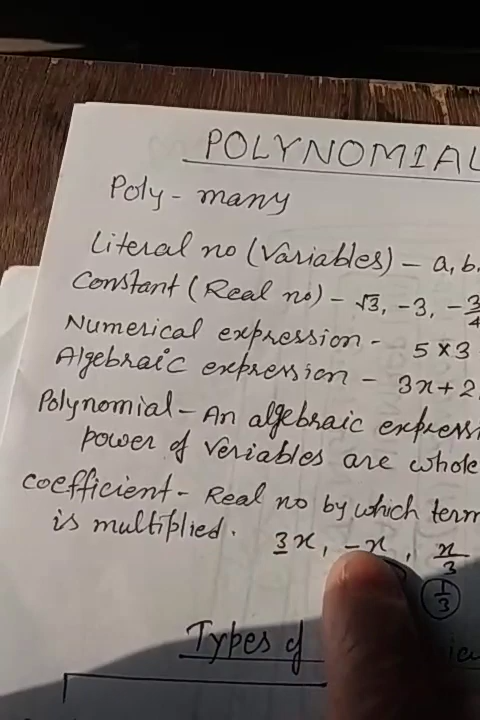 POLYNOMIAL
Poly - many
Literal no (Variables) - a, b,
Constant (Real no) - √3, -3, -3/4
Numerical expression - 5 × 3
Algebraic expression - 3x + 2
Polynomial - An algebraic expressi
power of Veriables are whole
coefficient - Real no by which term
is multiplied. 3x, -x, x/3
1/3
Types of